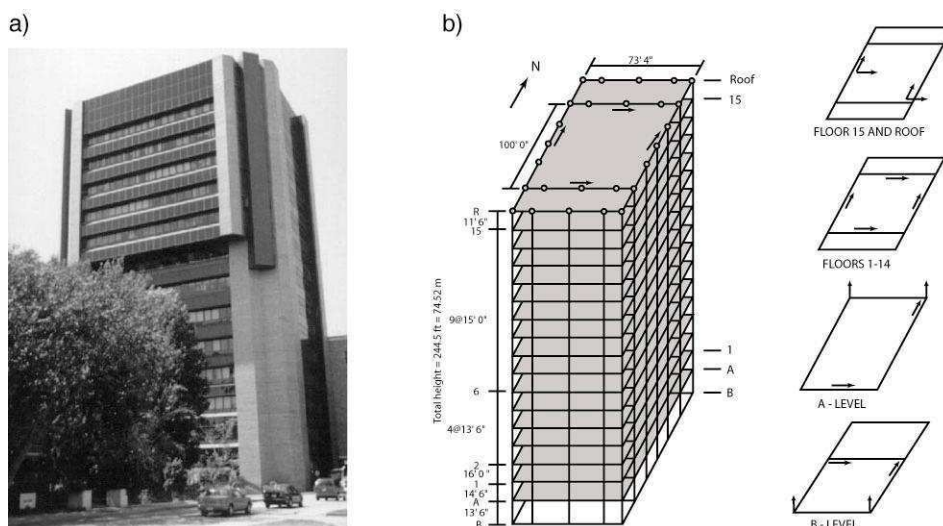 a)
b)
73' 4"
N
Roof
15
100' 0"
R
11' 6"
15
Total height = 244.5 ft = 74.52 m
9@15' 0"
6
4@13' 6"
2
16' 0"
1
14' 6"
A
13' 6"
B
1
A
B
FLOOR 15 AND ROOF
FLOORS 1-14
A - LEVEL
B - LEVEL